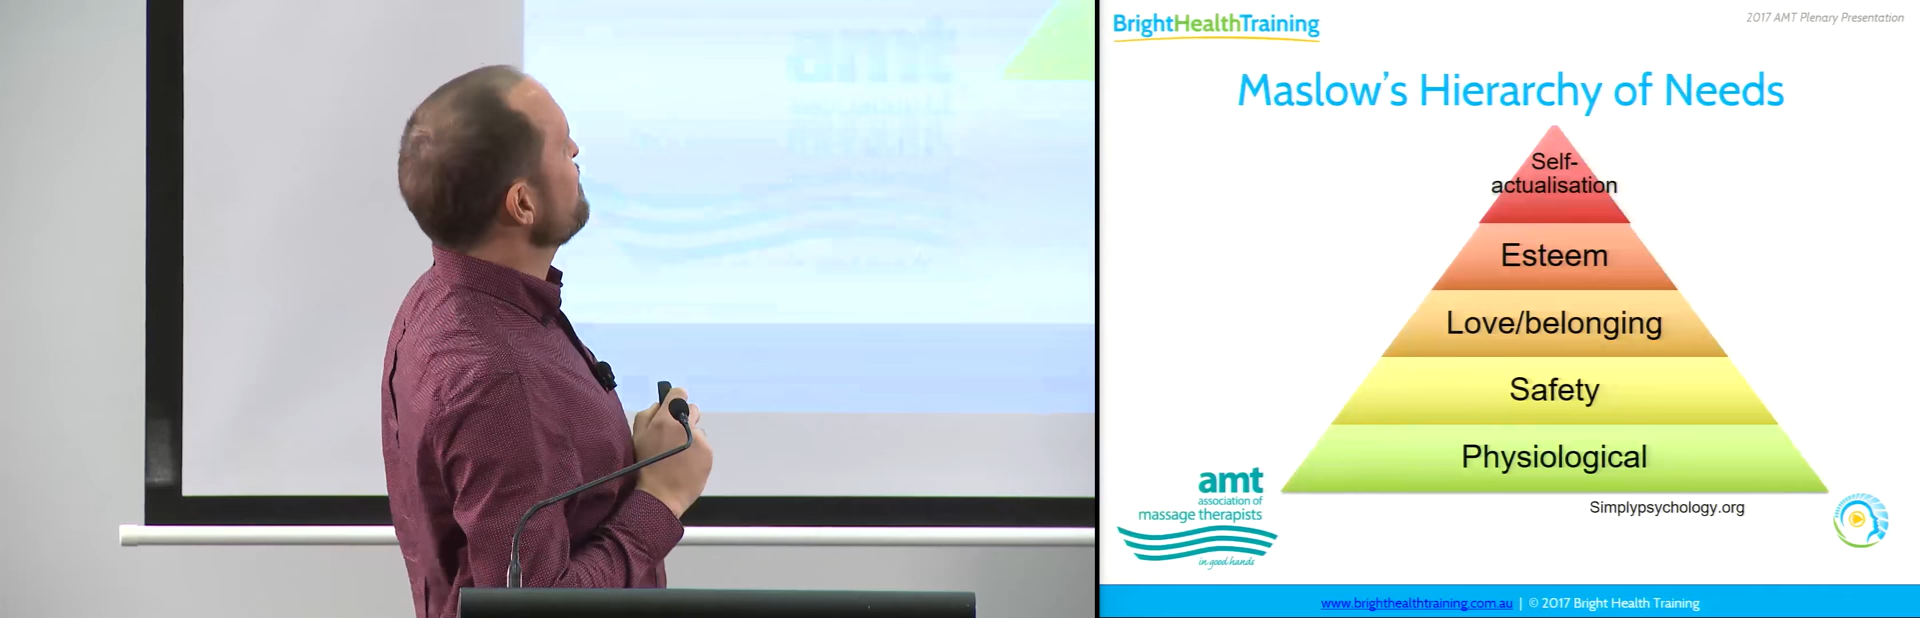 BrightHealthTraining
2017 AMT Plenary Presentation
Maslow's Hierarchy of Needs
Self-
actualisation
Esteem
Love/belonging
Safety
Physiological
Simplypsychology.org
amt
association of
massage therapists
in good hands
www.brighthealthtraining.com.au | © 2017 Bright Health Training